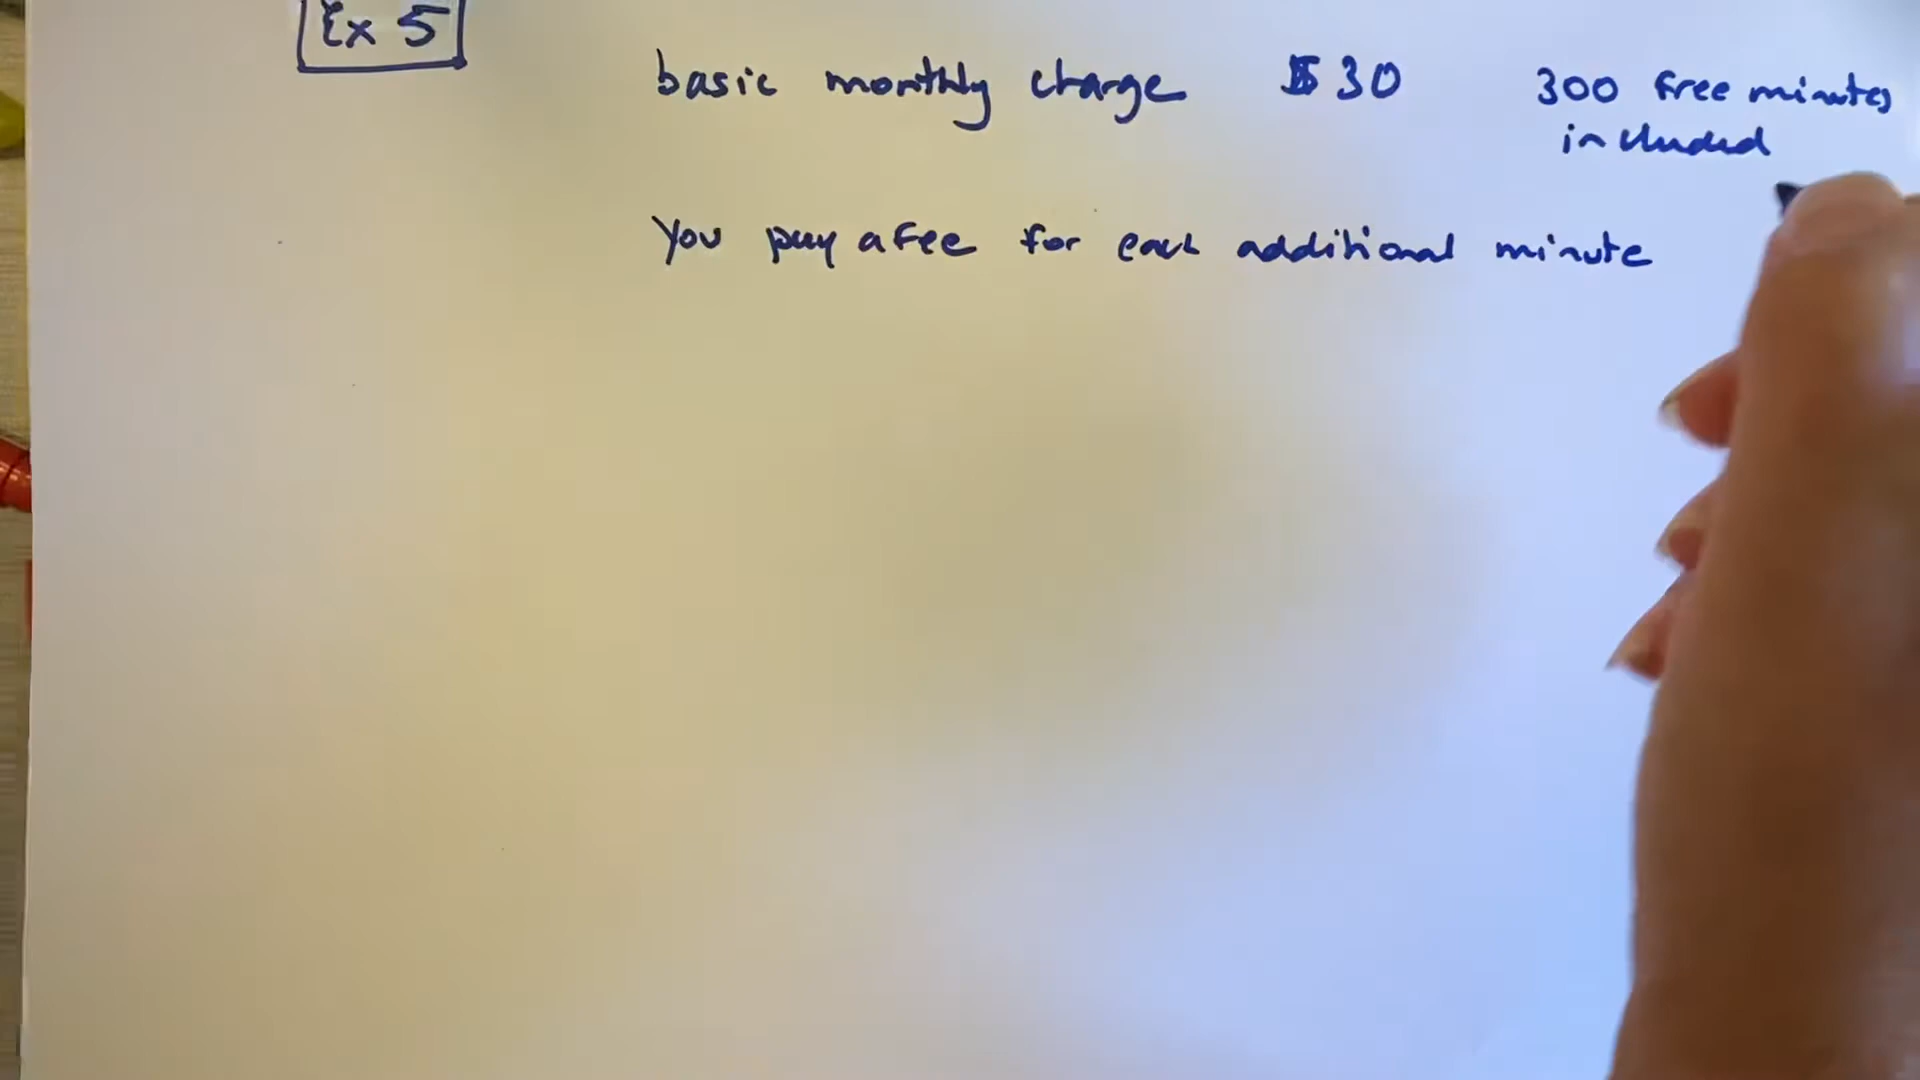 Ex 5
basic monthly charge $30 300 free minutes
included
You pay a fee for each additional minute